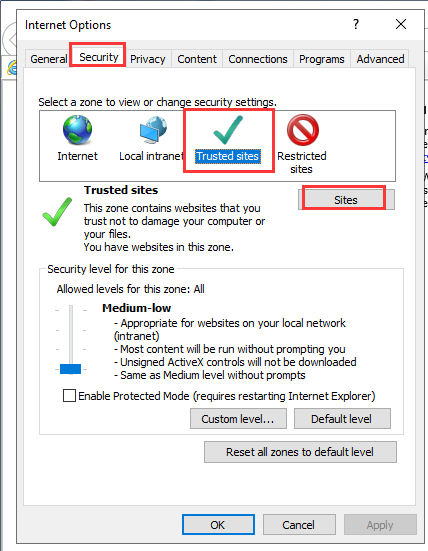 Internet Options
General Security Privacy Content Connections Programs Advanced
Select a zone to view or change security settings.
Internet Local intranet Trusted sites Restricted
sites
Trusted sites
Sites
This zone contains websites that you
trust not to damage your computer or
your files.
You have websites in this zone.
Security level for this zone
Allowed levels for this zone: All
Medium-low
- Appropriate for websites on your local network
(intranet)
- Most content will be run without prompting you
- Unsigned ActiveX controls will not be downloaded
- Same as Medium level without prompts
Enable Protected Mode (requires restarting Internet Explorer)
Custom level... Default level
Reset all zones to default level
OK Cancel Apply